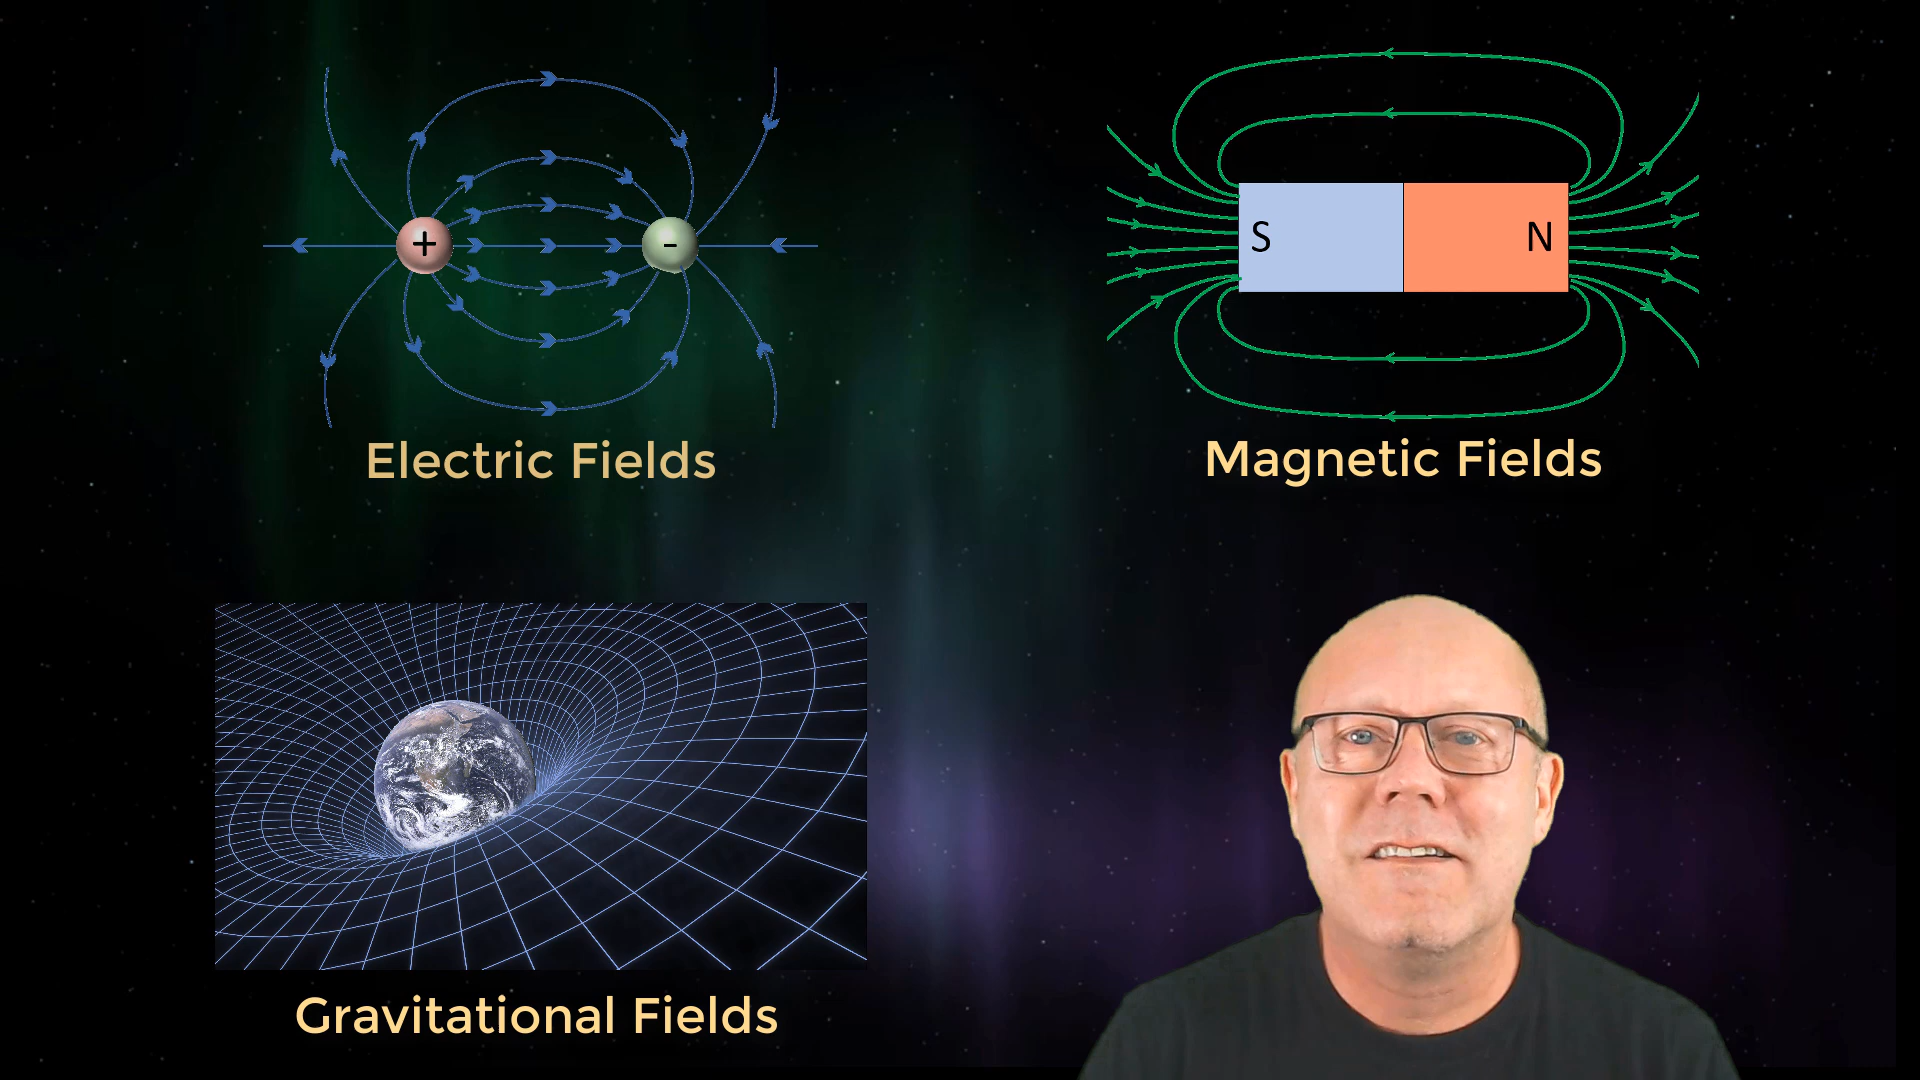 +
-
S
N
Electric Fields
Magnetic Fields
Gravitational Fields